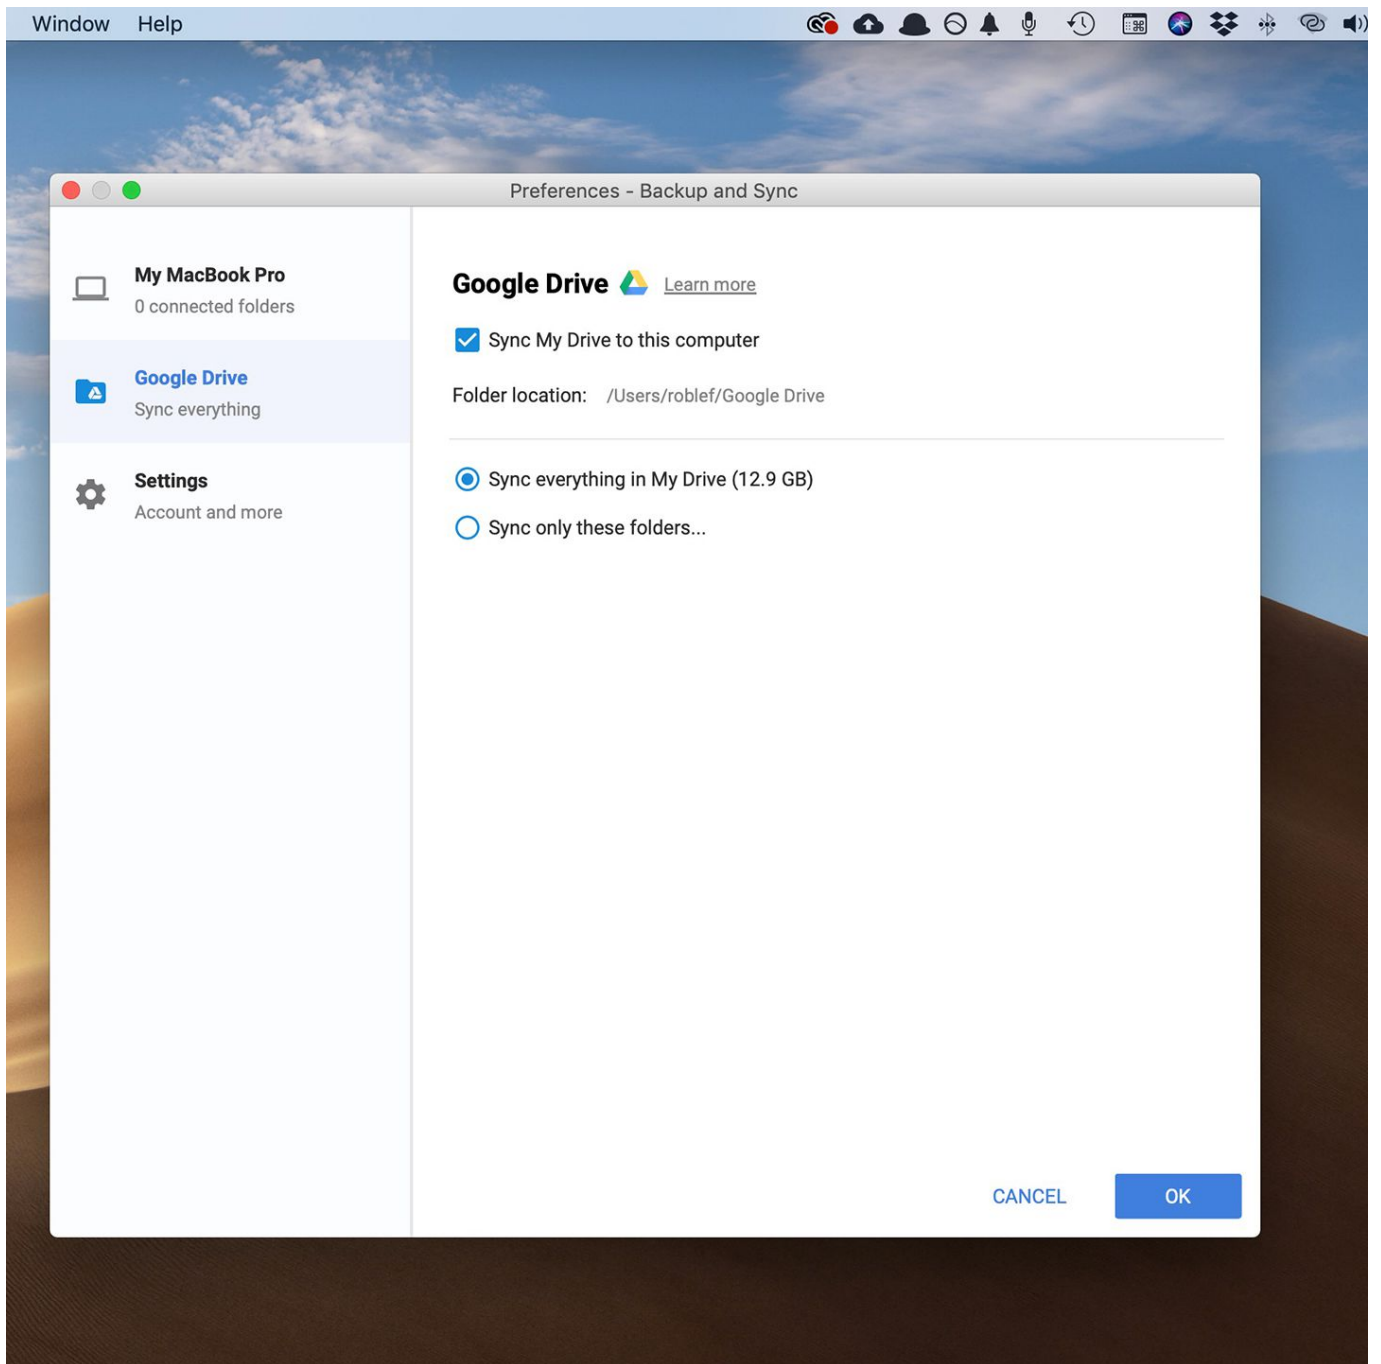 Window Help
Preferences - Backup and Sync
My MacBook Pro
0 connected folders
Google Drive
Sync everything
Settings
Account and more
Google Drive Learn more
Sync My Drive to this computer
Folder location: /Users/roblef/Google Drive
Sync everything in My Drive (12.9 GB)
Sync only these folders...
CANCEL OK